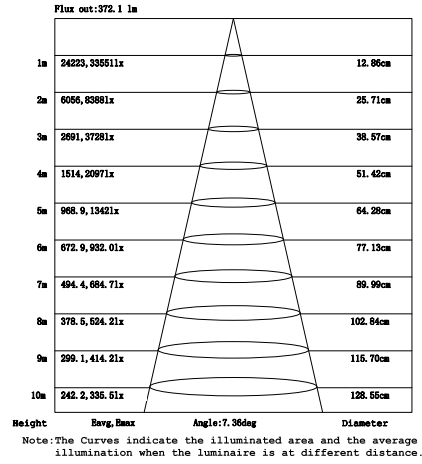 Flux out:372.1 lm
1m 24223,33551lx 12.86cm
2m 6056,8388lx 25.71cm
3m 2691,3728lx 38.57cm
4m 1514,2097lx 51.42cm
5m 968.9,1342lx 64.28cm
6m 672.9,932.0lx 77.13cm
7m 494.4,684.7lx 89.99cm
8m 378.5,524.2lx 102.84cm
9m 299.1,414.2lx 115.70cm
10m 242.2,335.5lx 128.55cm
Height Eavg,Emax Angle:7.36deg Diameter
Note:The Curves indicate the illuminated area and the average
illumination when the luminaire is at different distance.